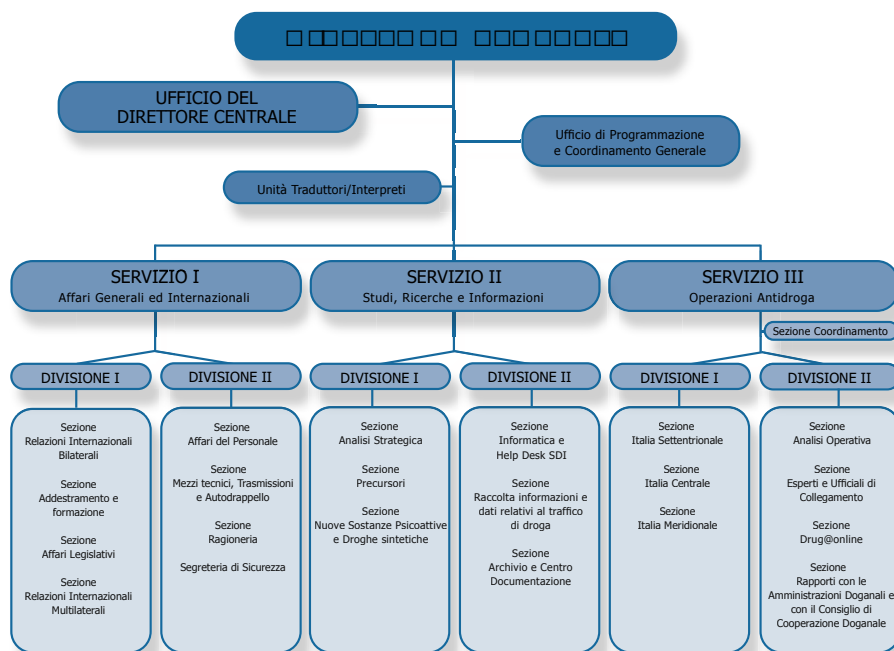 UFFICIO DEL
DIRETTORE CENTRALE
Ufficio di Programmazione
e Coordinamento Generale
Unità Traduttori/Interpreti
SERVIZIO I
Affari Generali ed Internazionali
SERVIZIO II
Studi, Ricerche e Informazioni
SERVIZIO III
Operazioni Antidroga
Sezione Coordinamento
DIVISIONE I
Sezione
Relazioni Internazionali
Bilaterali
Sezione
Addestramento e
formazione
Sezione
Affari Legislativi
Sezione
Relazioni Internazionali
Multilaterali
DIVISIONE II
Sezione
Affari del Personale
Sezione
Mezzi tecnici, Trasmissioni
e Autodrappello
Sezione
Ragioneria
Segreteria di Sicurezza
DIVISIONE I
Sezione
Analisi Strategica
Sezione
Precursori
Sezione
Nuove Sostanze Psicoattive
e Droghe sintetiche
DIVISIONE II
Sezione
Informatica e
Help Desk SDI
Sezione
Raccolta informazioni e
dati relativi al traffico
di droga
Sezione
Archivio e Centro
Documentazione
DIVISIONE I
Sezione
Italia Settentrionale
Sezione
Italia Centrale
Sezione
Italia Meridionale
DIVISIONE II
Sezione
Analisi Operativa
Sezione
Esperti e Ufficiali di
Collegamento
Sezione
Drug@online
Sezione
Rapporti con le
Amministrazioni Doganali e
con il Consiglio di
Cooperazione Doganale